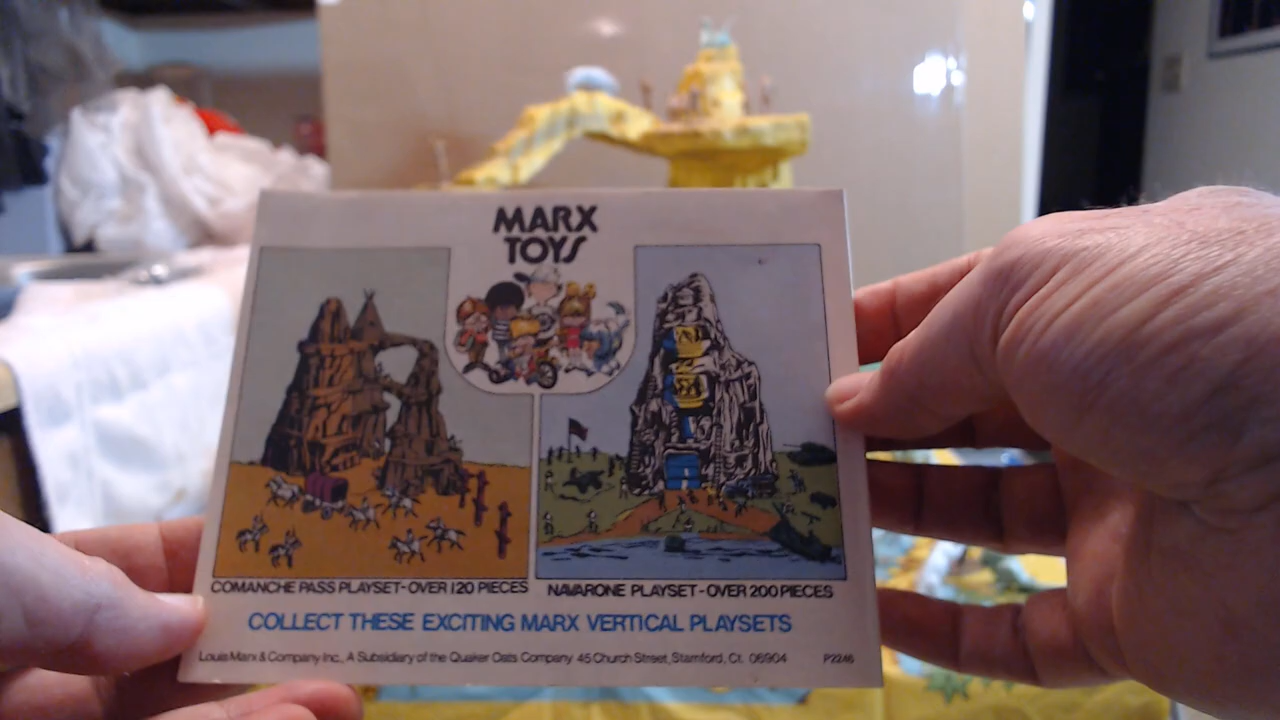 MARX
TOYS
COMANCHE PASS PLAYSET-OVER 120 PIECES
NAVARONE PLAYSET-OVER 200 PIECES
COLLECT THESE EXCITING MARX VERTICAL PLAYSETS
Louis Marx & Company Inc., A Subsidiary of the Quaker Oats Company 45 Church Street, Stamford, Ct. 06904
P2246